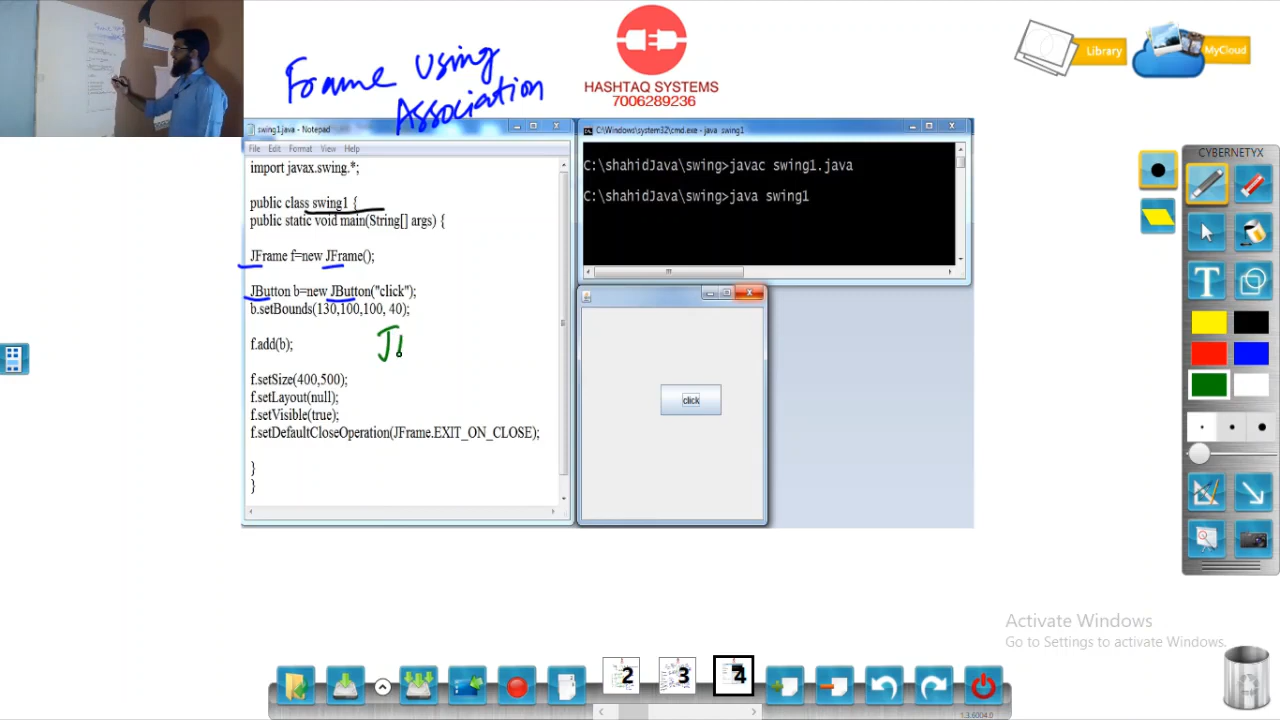 Frame Using
Association
HASHTAQ SYSTEMS
7006289236
Library
MyCloud
swing1.java - Notepad
File Edit Format View Help
import javax.swing.*;
public class swing1 {
public static void main(String[] args) {
JFrame f=new JFrame();
JButton b=new JButton("click");
b.setBounds(130,100,100, 40);
f.add(b);
f.setSize(400,500);
f.setLayout(null);
f.setVisible(true);
f.setDefaultCloseOperation(JFrame.EXIT_ON_CLOSE);
}
}
C:\Windows\system32\cmd.exe - java swing1
C:\shahidJava\swing>javac swing1.java
C:\shahidJava\swing>java swing1
click
CYBERNETYX
T
Activate Windows
Go to Settings to activate Windows.
2
3
4
1.3.6004.0